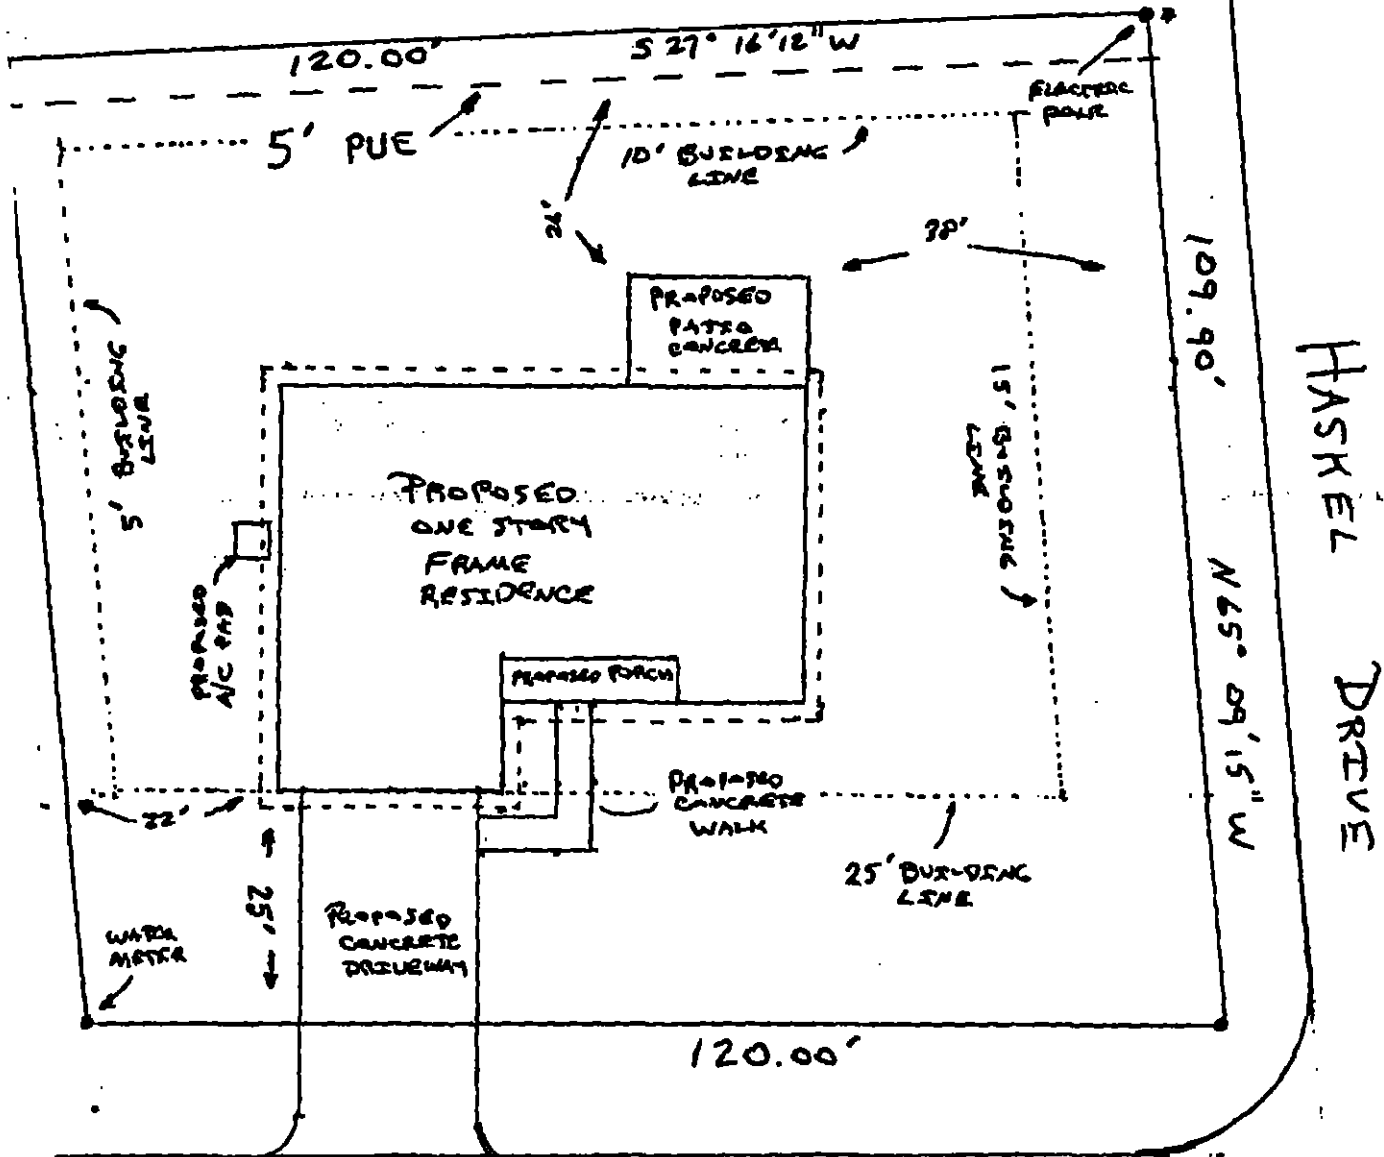 120.00'
S 27° 16'12" W
ELECTRIC
POLE
5' PUE
10' BUILDING
LINE
26'
38'
109.90'
PROPOSED
PATIO
CONCRETE
5' BUILDING
LINE
15' BUILDING
LINE
HASKEL DRIVE
PROPOSED
ONE STORY
FRAME
RESIDENCE
PROPOSED
A/C PAD
N65° 09'15" W
PROPOSED PORCH
PROPOSED
CONCRETE
WALK
22'
25' BUILDING
LINE
25'
PROPOSED
CONCRETE
DRIVEWAY
WATER
METER
120.00'